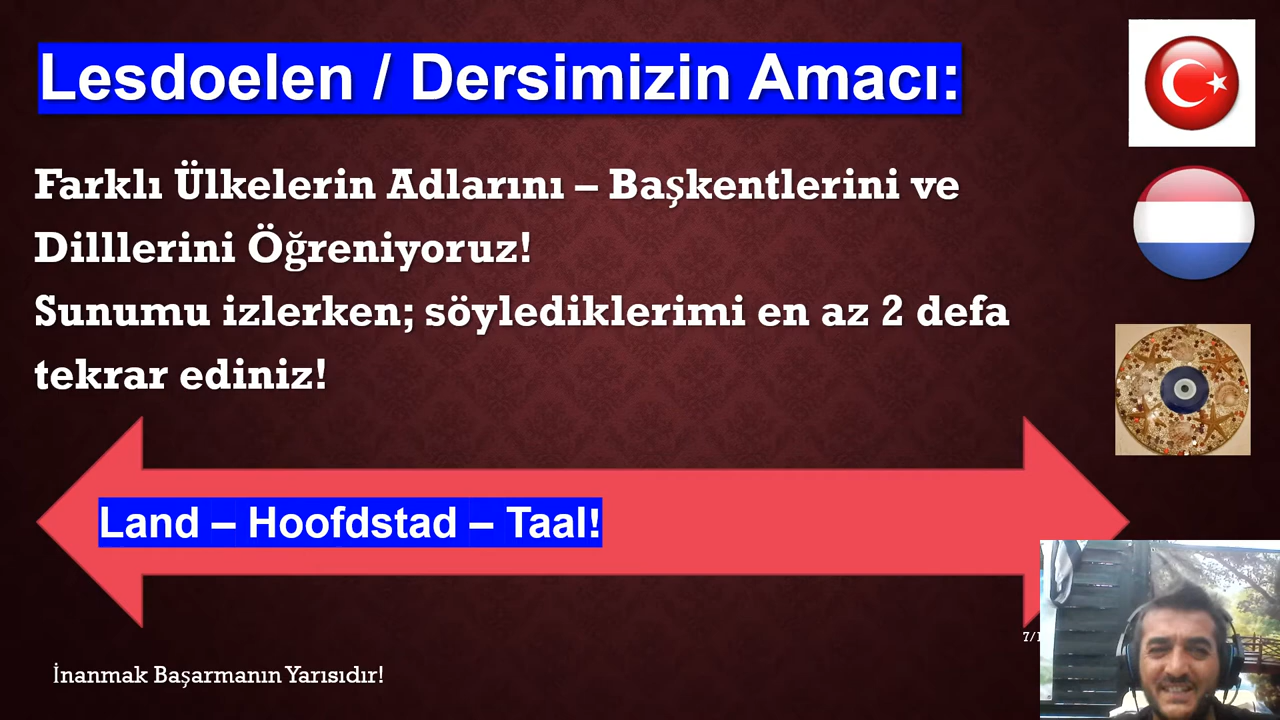 Lesdoelen / Dersimizin Amacı:
Farklı Ülkelerin Adlarını – Başkentlerini ve
Dilllerini Öğreniyoruz!
Sunumu izlerken; söylediklerimi en az 2 defa
tekrar ediniz!
Land – Hoofdstad – Taal!
İnanmak Başarmanın Yarısıdır!